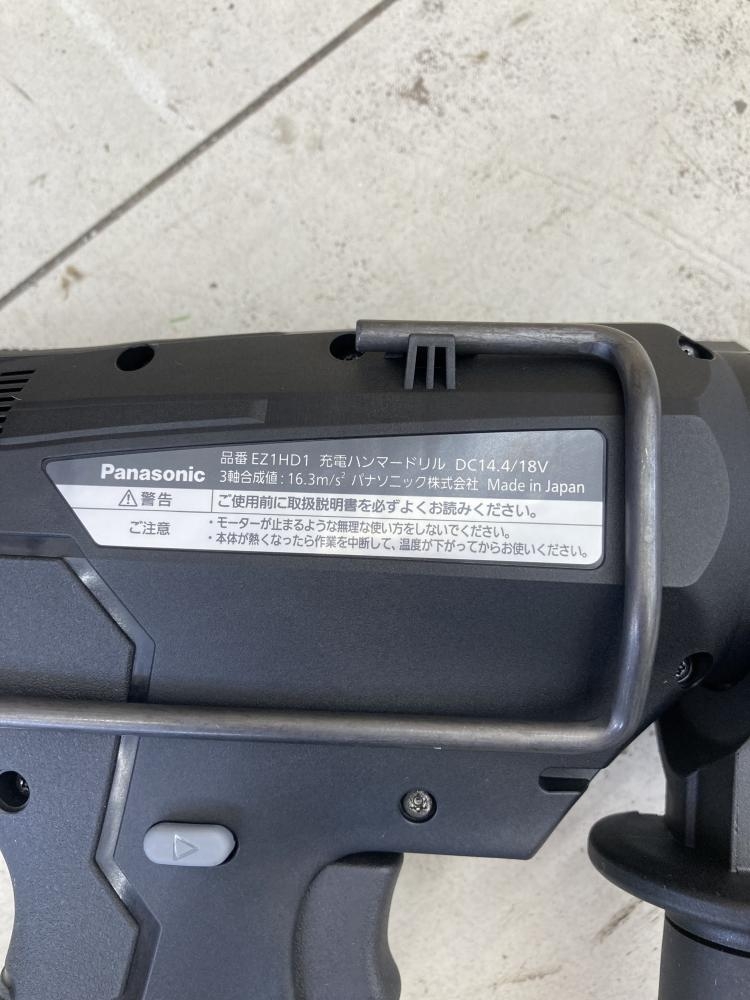 Panasonic
品番 EZ1HD1 充電ハンマードリル DC14.4/18V
3軸合成値：16.3m/s² パナソニック株式会社 Made in Japan
⚠警告 ご使用前に取扱説明書を必ずよくお読みください。
ご注意
・モーターが止まるような無理な使い方をしないでください。
・本体が熱くなったら作業を中断して、温度が下がってからお使いください。